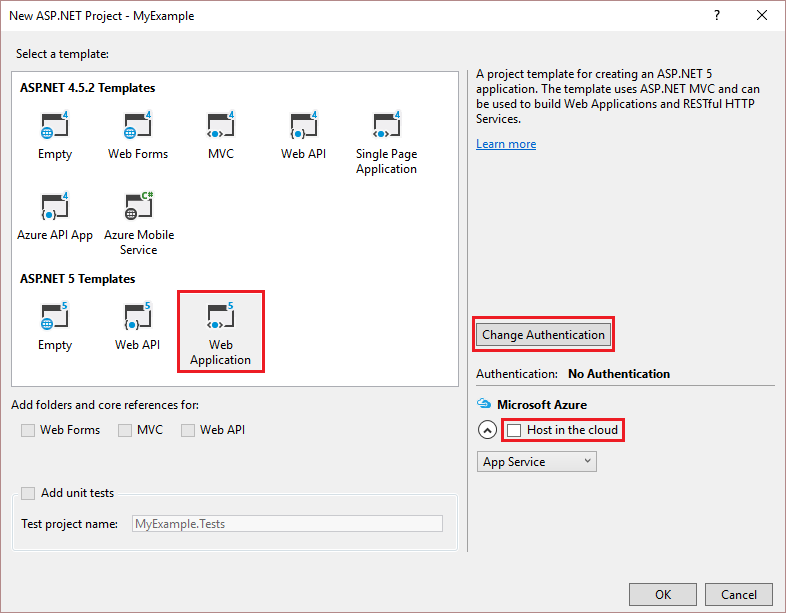 New ASP.NET Project - MyExample
?
Select a template:
ASP.NET 4.5.2 Templates
4 4 4 4 4
Empty Web Forms MVC Web API Single Page
Application
4 C#
Azure API App Azure Mobile
Service
ASP.NET 5 Templates
5 5 5
Empty Web API Web
Application
Add folders and core references for:
Web Forms MVC Web API
Add unit tests
Test project name: MyExample.Tests
A project template for creating an ASP.NET 5
application. The template uses ASP.NET MVC and can
be used to build Web Applications and RESTful HTTP
Services.
Learn more
Change Authentication
Authentication: No Authentication
Microsoft Azure
Host in the cloud
App Service
OK Cancel